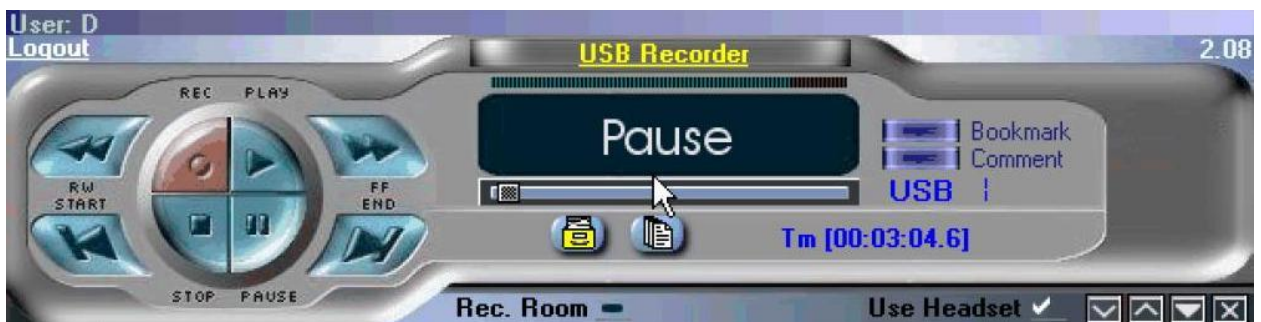 User: D
Logout
USB Recorder
2.08
REC PLAY
Pause
Bookmark
Comment
RW
START
FF
END
USB
Tm [00:03:04.6]
STOP PAUSE
Rec. Room
Use Headset